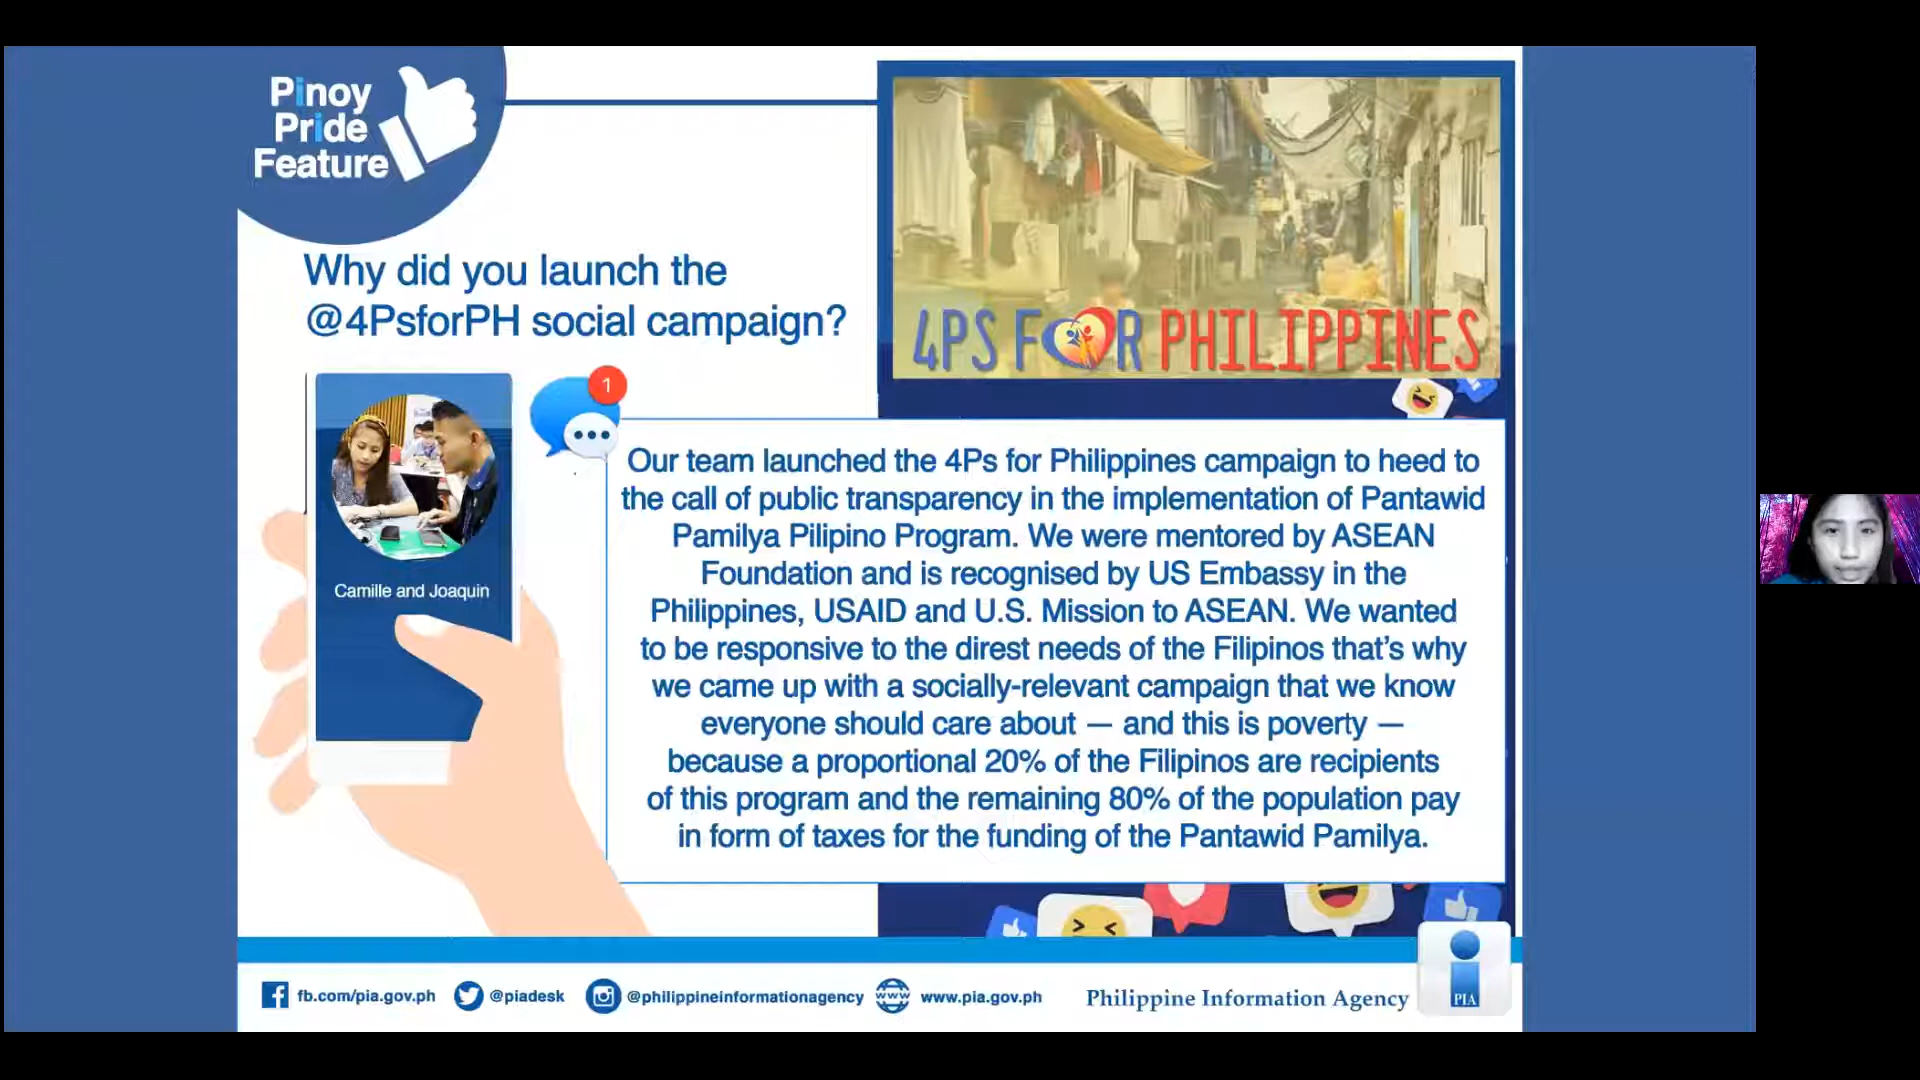 Pinoy
Pride
Feature
Why did you launch the
@4PsforPH social campaign?
4PS FOR PHILIPPINES
1
Camille and Joaquin
Our team launched the 4Ps for Philippines campaign to heed to
the call of public transparency in the implementation of Pantawid
Pamilya Pilipino Program. We were mentored by ASEAN
Foundation and is recognised by US Embassy in the
Philippines, USAID and U.S. Mission to ASEAN. We wanted
to be responsive to the direst needs of the Filipinos that's why
we came up with a socially-relevant campaign that we know
everyone should care about — and this is poverty —
because a proportional 20% of the Filipinos are recipients
of this program and the remaining 80% of the population pay
in form of taxes for the funding of the Pantawid Pamilya.
fb.com/pia.gov.ph
@piadesk
@philippineinformationagency
www
www.pia.gov.ph
Philippine Information Agency
PIA